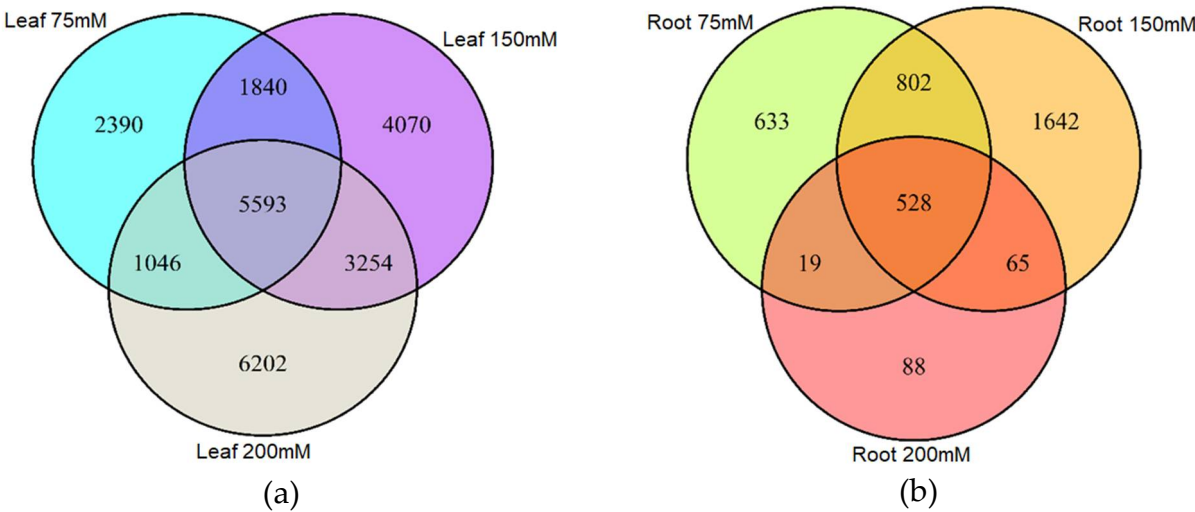 Leaf 75mM
Leaf 150mM
1840
2390
4070
5593
1046
3254
6202
Leaf 200mM
(a)
Root 75mM
Root 150mM
802
633
1642
528
19
65
88
Root 200mM
(b)